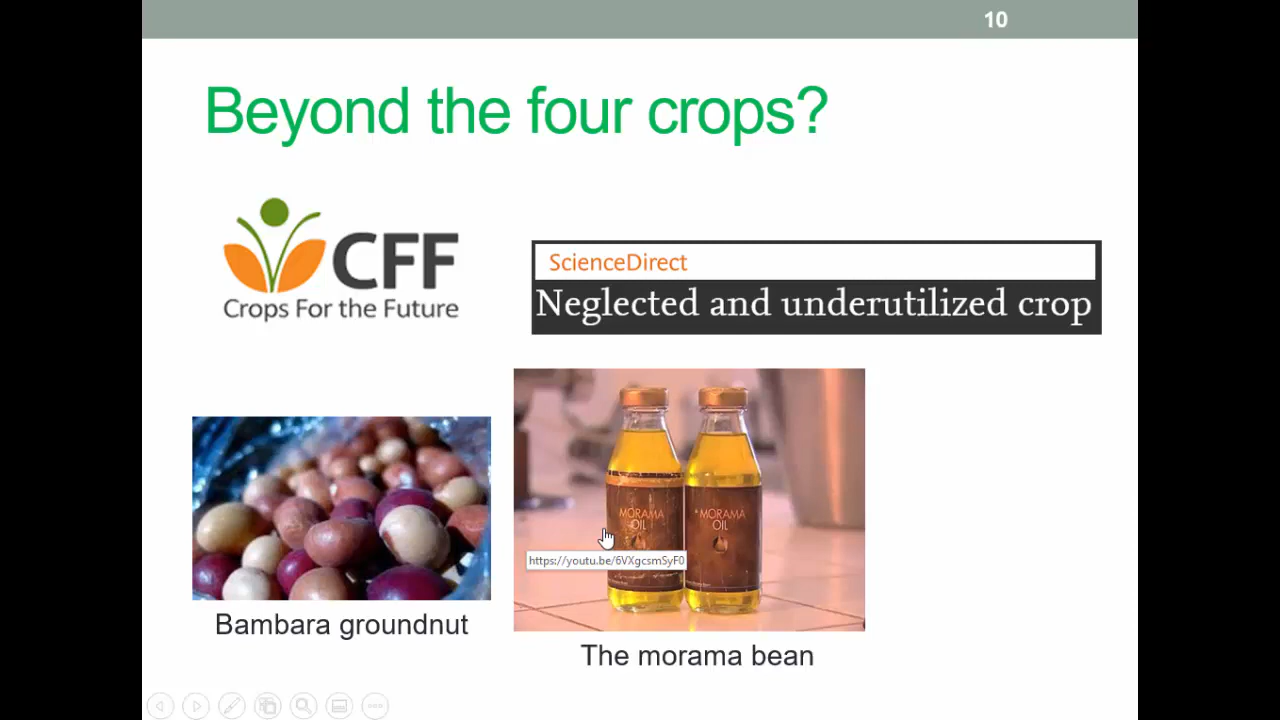 10
Beyond the four crops?
CFF
Crops For the Future
ScienceDirect
Neglected and underutilized crop
MORAMA
OIL
MORAMA
OIL
https://youtu.be/6VXgcsmSyF0
Bambara groundnut
The morama bean